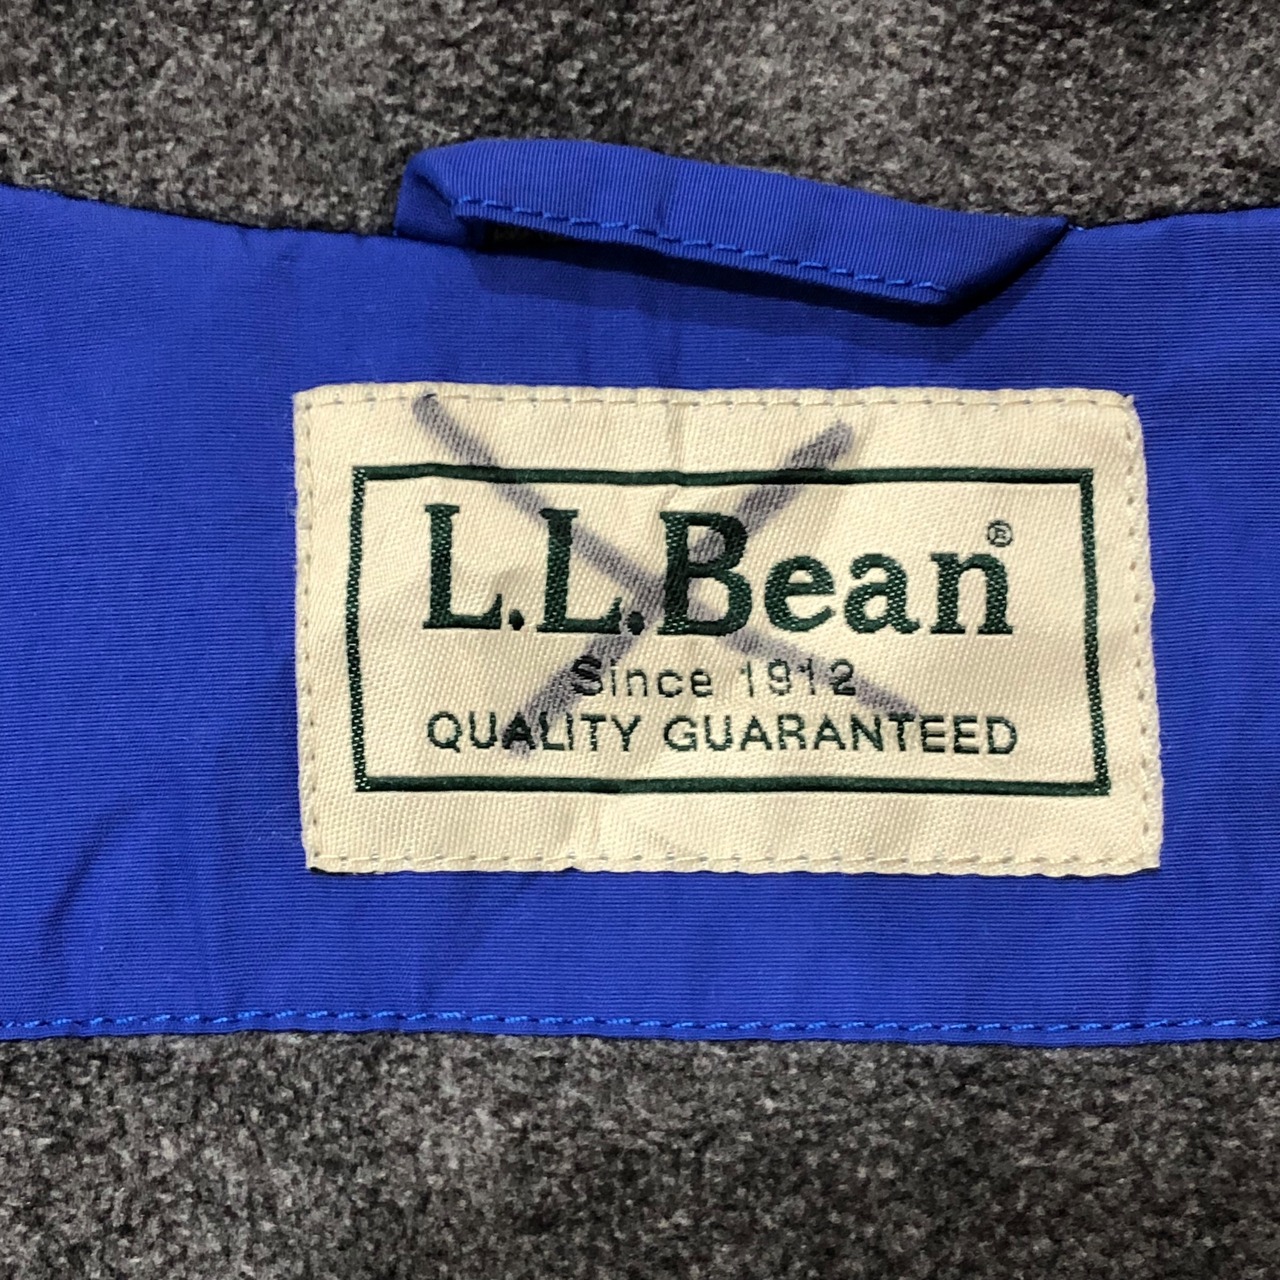 L.L.Bean®
Since 1912
QUALITY GUARANTEED